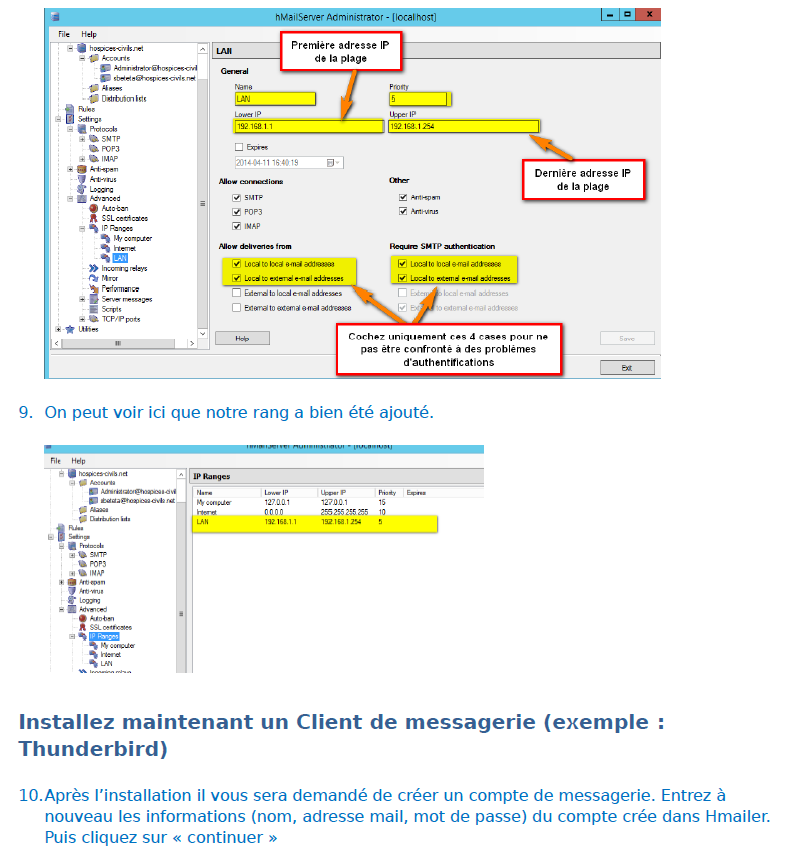 hMailServer Administrator - [localhost]
File Help
hospices-civils.net
Accounts
Administrator@hospices-civil
sbeteta@hospices-civils.net
Aliases
Distribution lists
Rules
Settings
Protocols
SMTP
POP3
IMAP
Anti-spam
Anti-virus
Logging
Advanced
Auto-ban
SSL certificates
IP Ranges
My computer
Internet
LAN
Incoming relays
Mirror
Performance
Server messages
Scripts
TCP/IP ports
Utilities
LAN
Première adresse IP
de la plage
General
Name Priority
LAN 5
Lower IP Upper IP
192.168.1.1 192.168.1.254
Expires
2014-04-11 16:40:19
Dernière adresse IP
de la plage
Allow connections Other
SMTP Anti-spam
POP3 Anti-virus
IMAP
Allow deliveries from Require SMTP authentication
Local to local e-mail addresses Local to local e-mail addresses
Local to external e-mail addresses Local to external e-mail addresses
External to local e-mail addresses External to local e-mail addresses
External to external e-mail addresses External to external e-mail addresses
Cochez uniquement ces 4 cases pour ne
pas être confronté à des problèmes
d'authentifications
Help Save
Exit
9. On peut voir ici que notre rang a bien été ajouté.
hMailServer Administrator - [localhost]
File Help
hospices-civils.net
Accounts
Administrator@hospices-civil
sbeteta@hospices-civils.net
Aliases
Distribution lists
Rules
Settings
Protocols
SMTP
POP3
IMAP
Anti-spam
Anti-virus
Logging
Advanced
Auto-ban
SSL certificates
IP Ranges
My computer
Internet
LAN
Incoming relays
IP Ranges
Name Lower IP Upper IP Priority Expires
My computer 127.0.0.1 127.0.0.1 15
Internet 0.0.0.0 255.255.255.255 10
LAN 192.168.1.1 192.168.1.254 5
Installez maintenant un Client de messagerie (exemple :
Thunderbird)
10.Après l’installation il vous sera demandé de créer un compte de messagerie. Entrez à
nouveau les informations (nom, adresse mail, mot de passe) du compte crée dans Hmailer.
Puis cliquez sur « continuer »